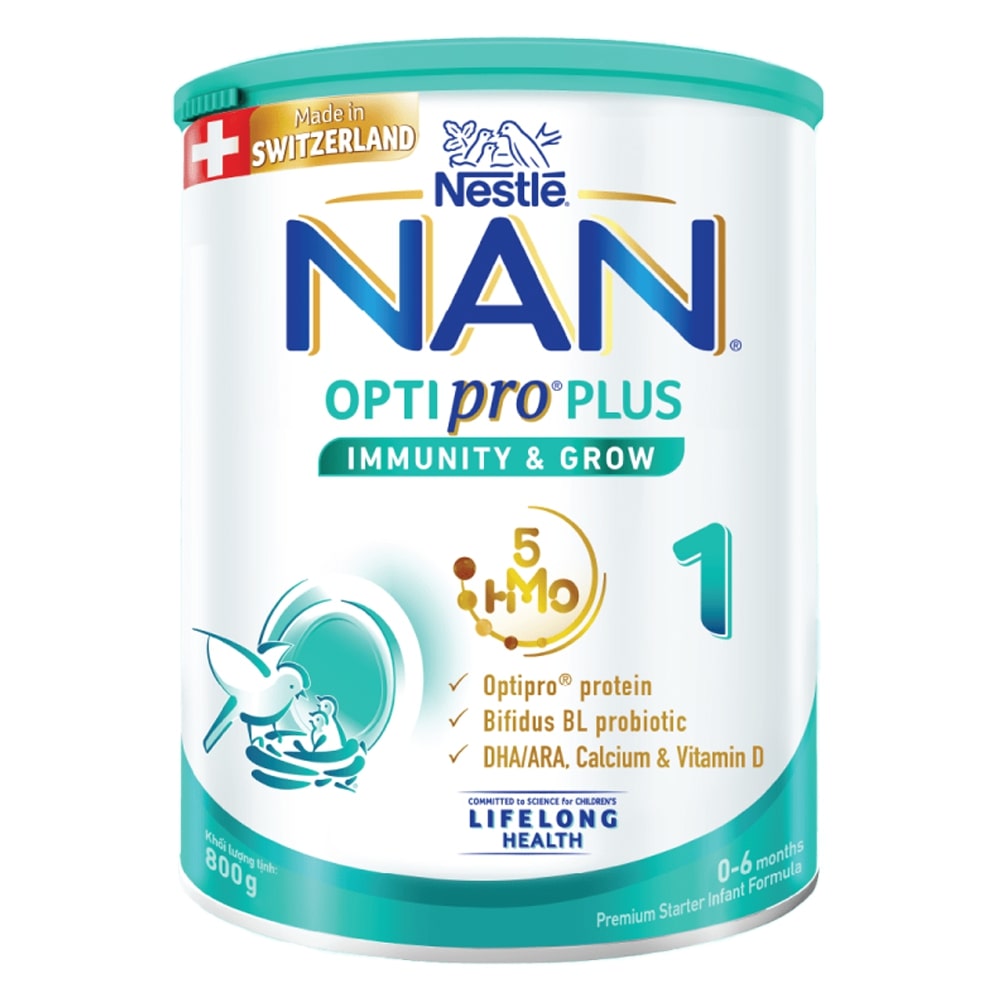 Made in
SWITZERLAND
Nestlé®
NAN®
OPTI pro® PLUS
IMMUNITY & GROW
5
HMO
1
✓ Optipro® protein
✓ Bifidus BL probiotic
✓ DHA/ARA, Calcium & Vitamin D
COMMITTED to SCIENCE for CHILDREN'S
LIFELONG
HEALTH
Khối lượng tịnh:
800g
0-6 months
Premium Starter Infant Formula